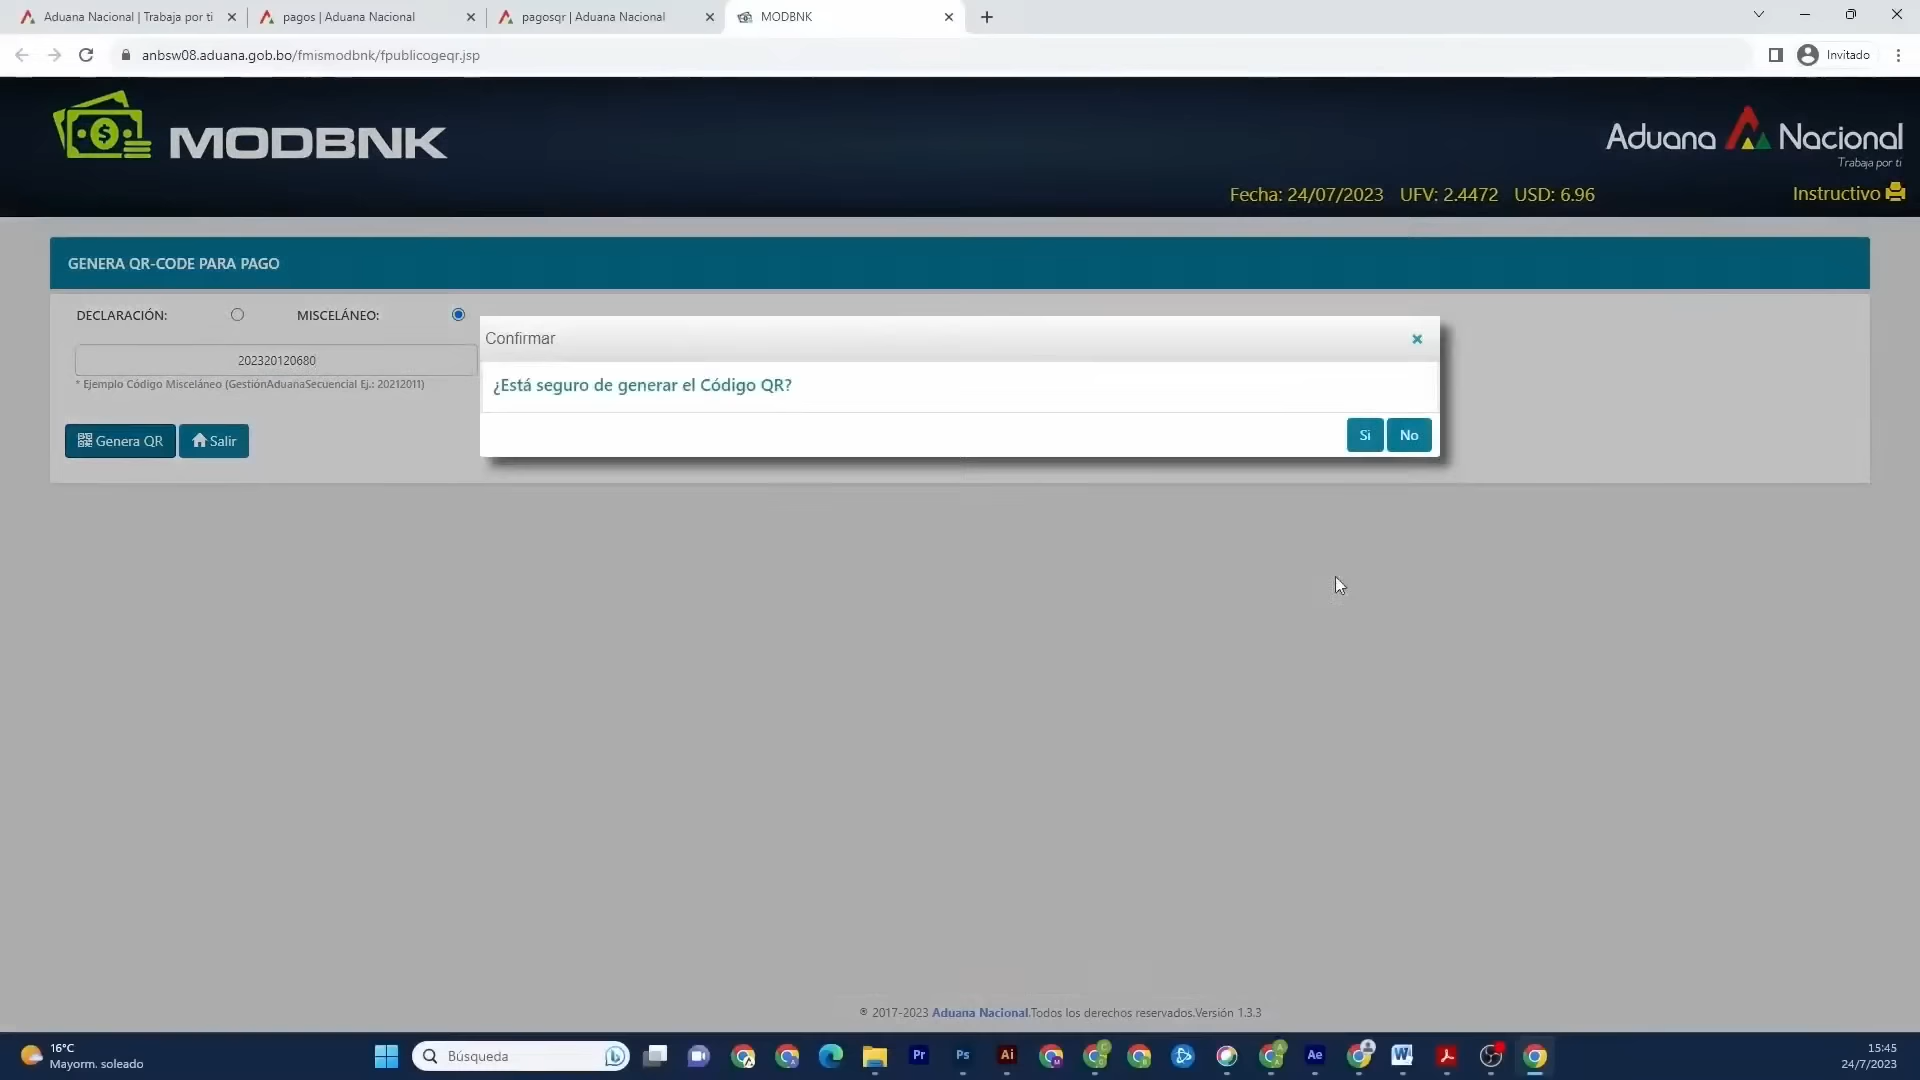 Aduana Nacional | Trabaja por ti
pagos | Aduana Nacional
pagosqr | Aduana Nacional
MODBNK
anbsw08.aduana.gob.bo/fmismodbnk/fpublicogeqr.jsp
Invitado
MODBNK
Aduana Nacional
Trabaja por ti
Fecha: 24/07/2023 UFV: 2.4472 USD: 6.96
Instructivo
GENERA QR-CODE PARA PAGO
DECLARACIÓN: MISCELÁNEO:
202320120680
* Ejemplo Código Misceláneo (GestiónAduanaSecuencial Ej.: 20212011)
Genera QR
Salir
Confirmar
¿Está seguro de generar el Código QR?
Si
No
© 2017-2023 Aduana Nacional.Todos los derechos reservados.Versión 1.3.3
16°C
Mayorm. soleado
Búsqueda
Pr
Ps
Ai
Ae
15:45
24/7/2023